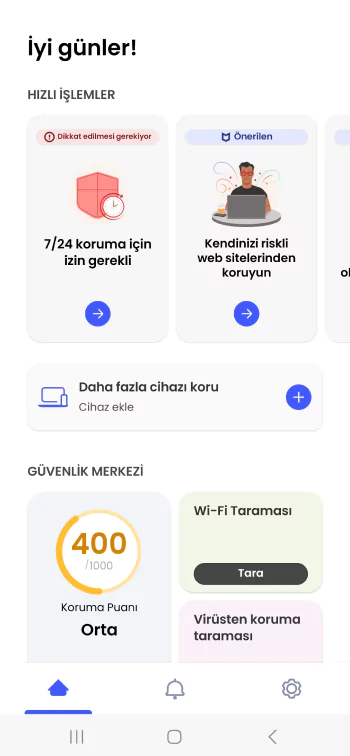 İyi günler!
HIZLI İŞLEMLER
Dikkat edilmesi gerekiyor
7/24 koruma için
izin gerekli
Önerilen
Kendinizi riskli
web sitelerinden
koruyun
Daha fazla cihazı koru
Cihaz ekle
GÜVENLİK MERKEZİ
400
/1000
Koruma Puanı
Orta
Wi-Fi Taraması
Tara
Virüsten koruma
taraması